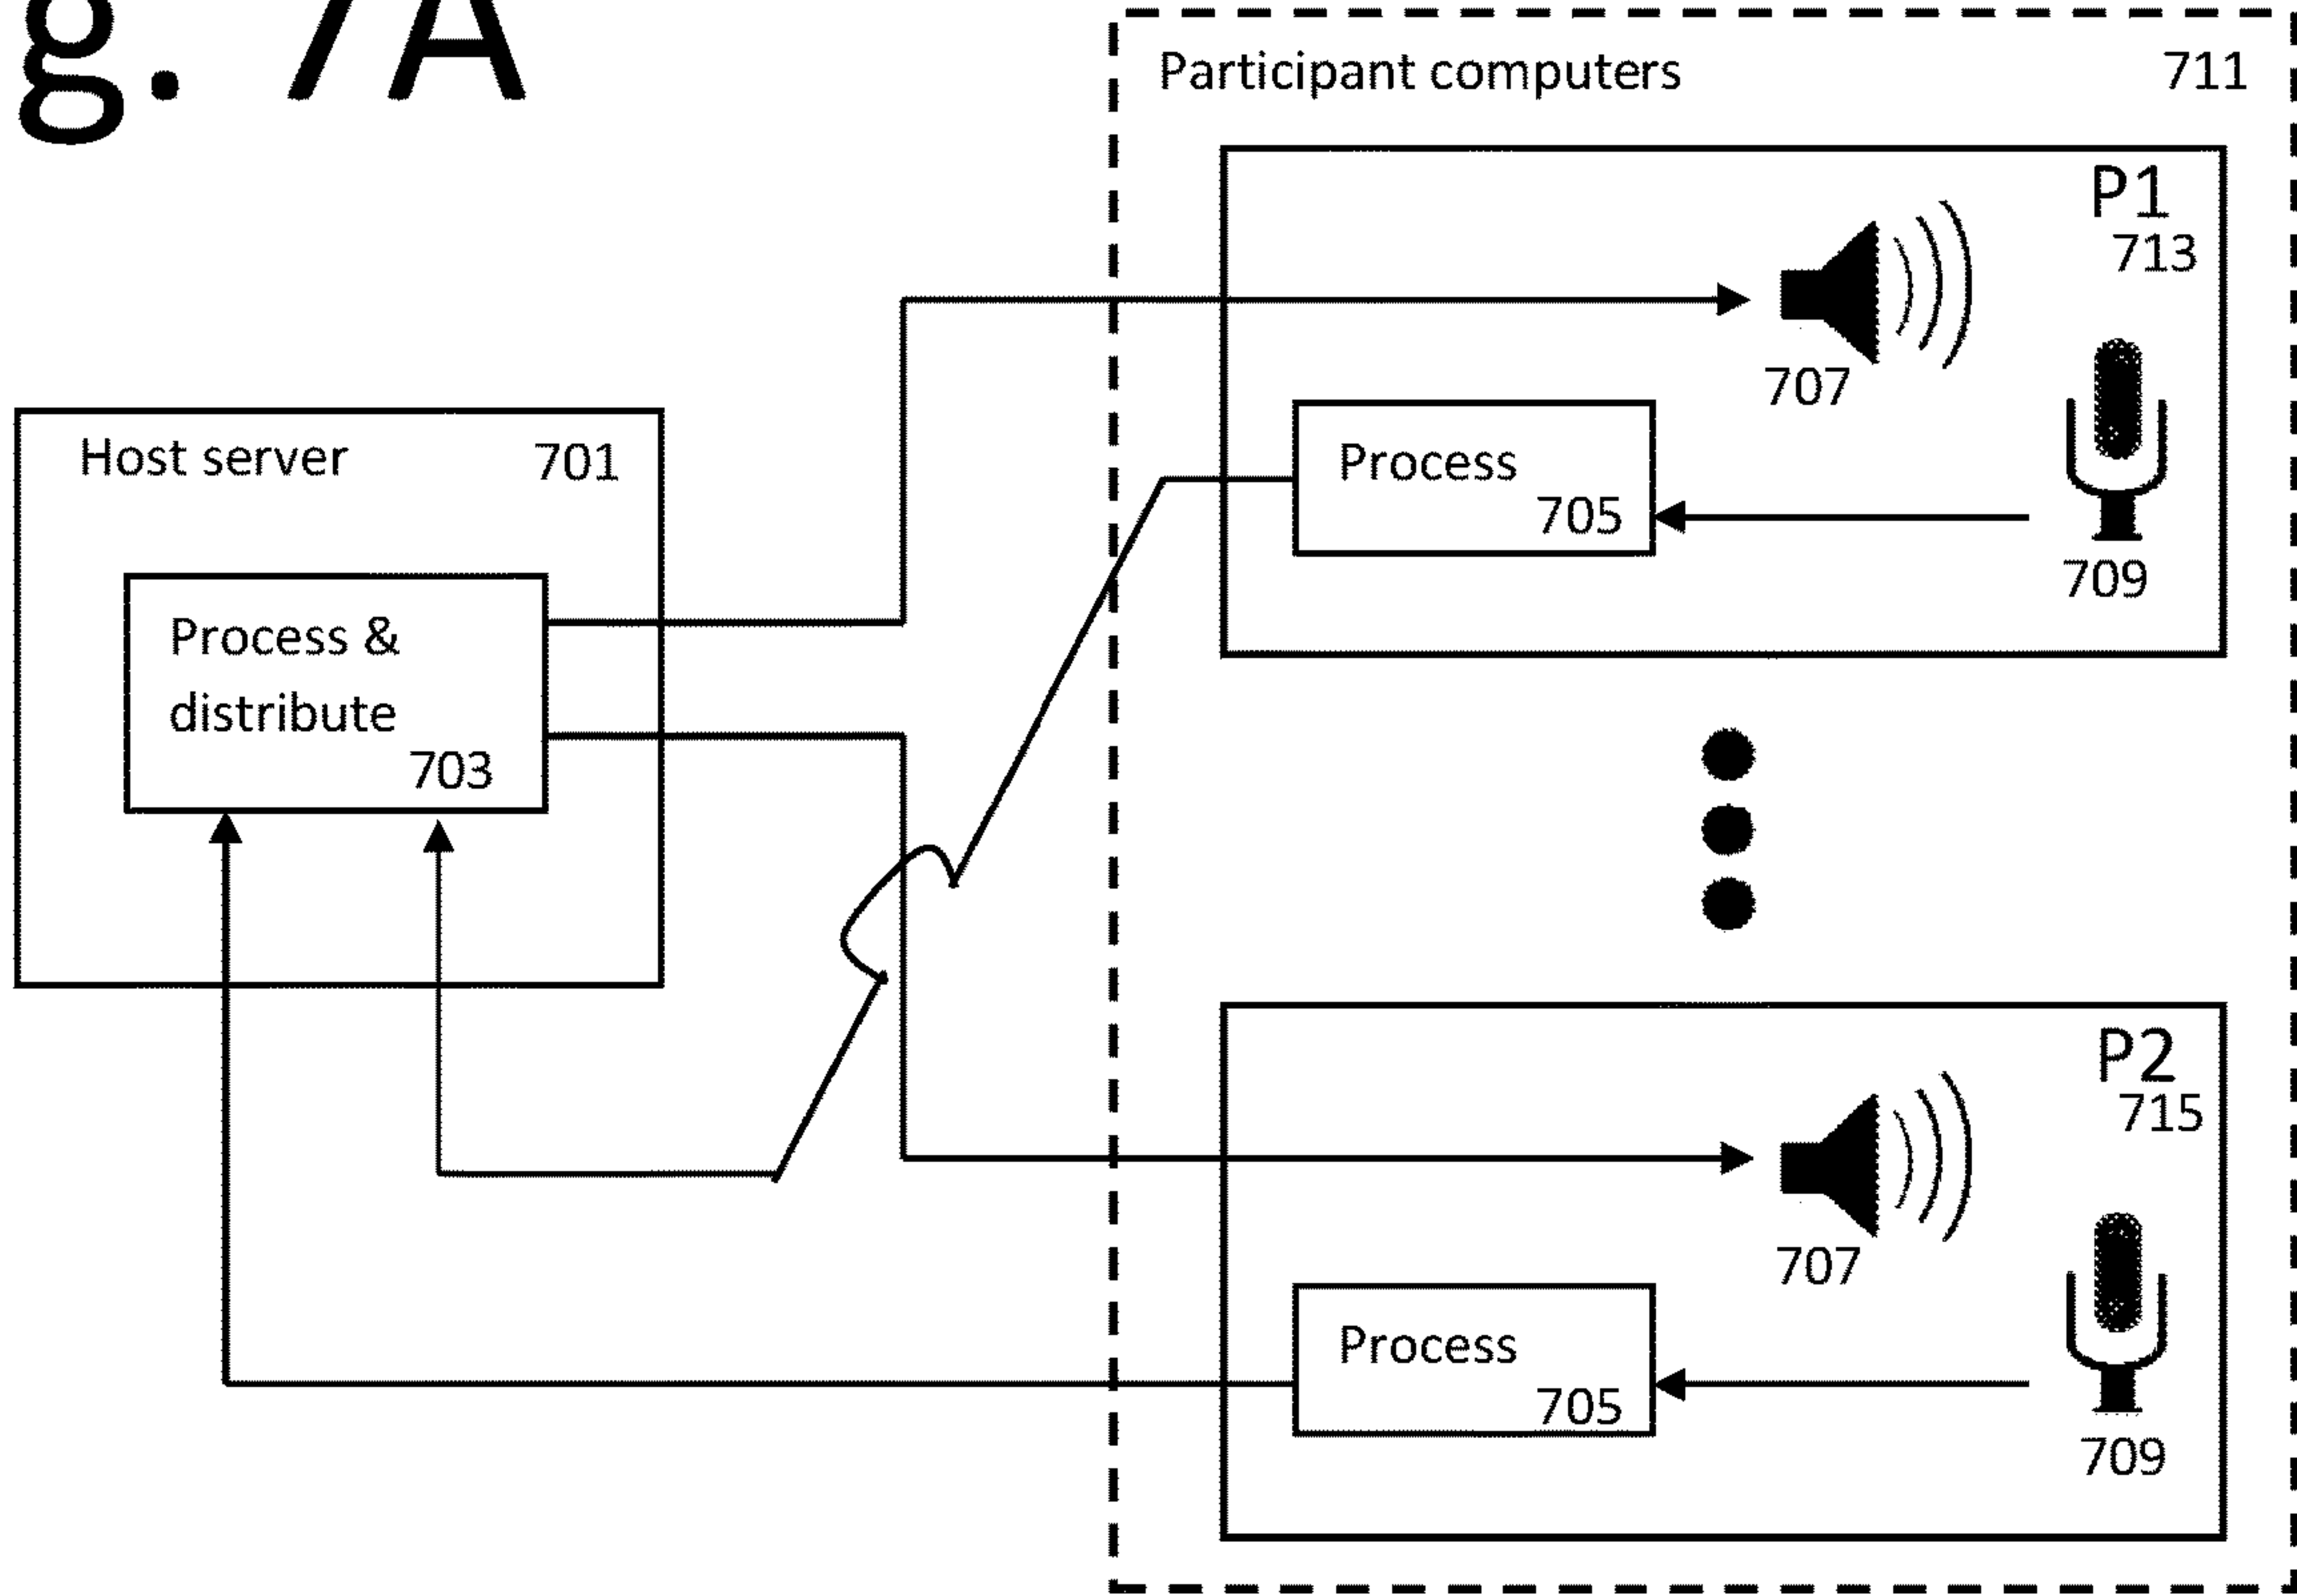 g. 7A
Participant computers 711
P1
713
707
Host server 701
Process
705
709
Process &
distribute
703
P2
715
707
Process
705
709